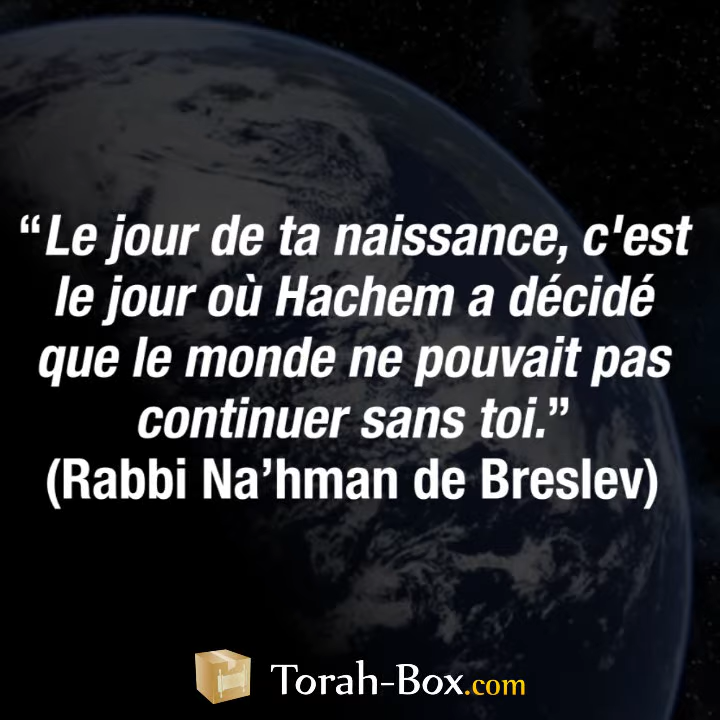 “Le jour de ta naissance, c'est
le jour où Hachem a décidé
que le monde ne pouvait pas
continuer sans toi.”
(Rabbi Na’hman de Breslev)
Torah-Box.com